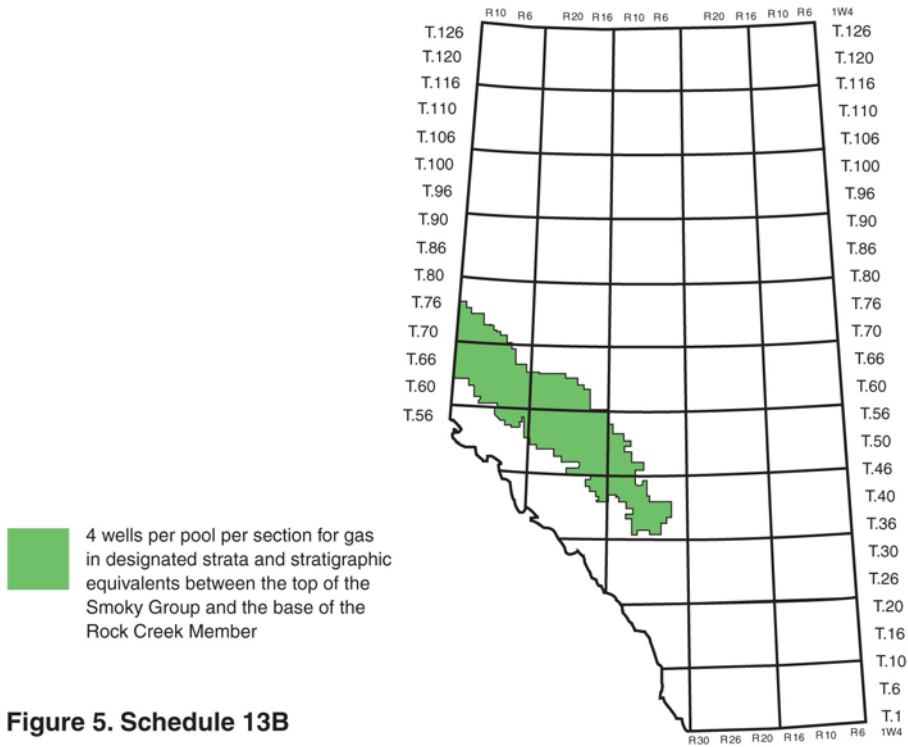 R10 R6 R20 R16 R10 R6 R20 R16 R10 R6 1W4
T.126 T.126
T.120 T.120
T.116 T.116
T.110 T.110
T.106 T.106
T.100 T.100
T.96 T.96
T.90 T.90
T.86 T.86
T.80 T.80
T.76 T.76
T.70 T.70
T.66 T.66
T.60 T.60
T.56 T.56
T.50
T.46
T.40
T.36
T.30
T.26
T.20
T.16
T.10
T.6
T.1
R30 R26 R20 R16 R10 R6 1W4
4 wells per pool per section for gas
in designated strata and stratigraphic
equivalents between the top of the
Smoky Group and the base of the
Rock Creek Member
Figure 5. Schedule 13B